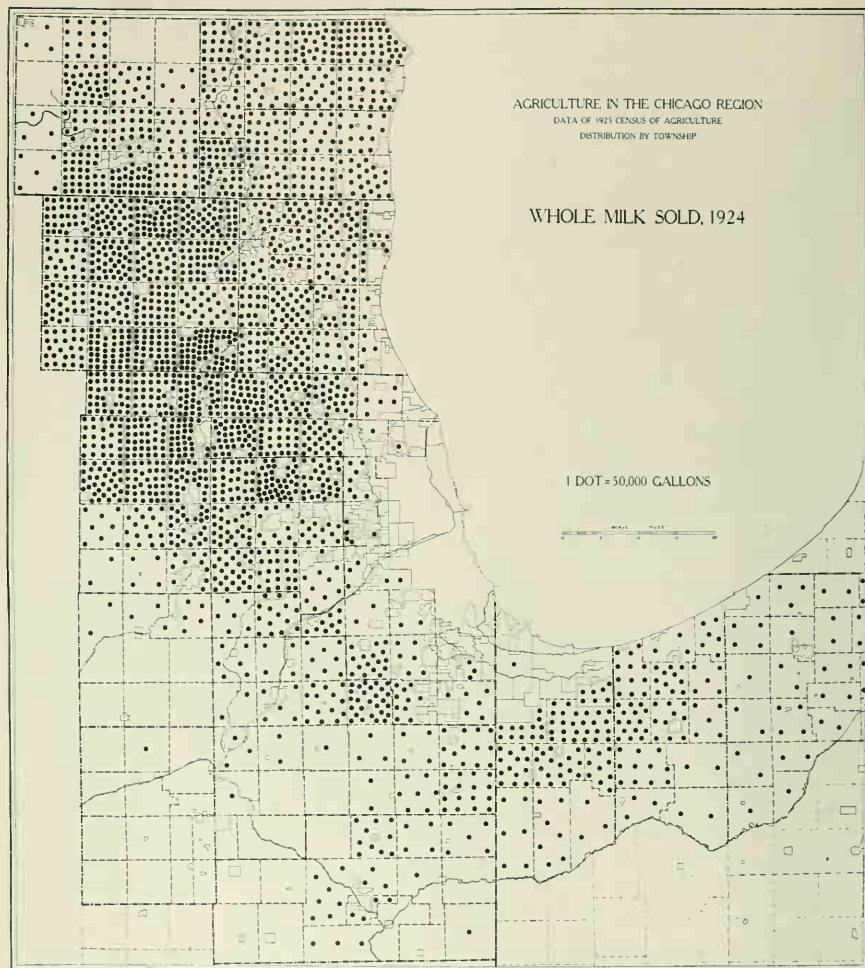 AGRICULTURE IN THE CHICAGO REGION
DATA OF 1925 CENSUS OF AGRICULTURE
DISTRIBUTION BY TOWNSHIP
WHOLE MILK SOLD, 1924
1 DOT = 50,000 GALLONS